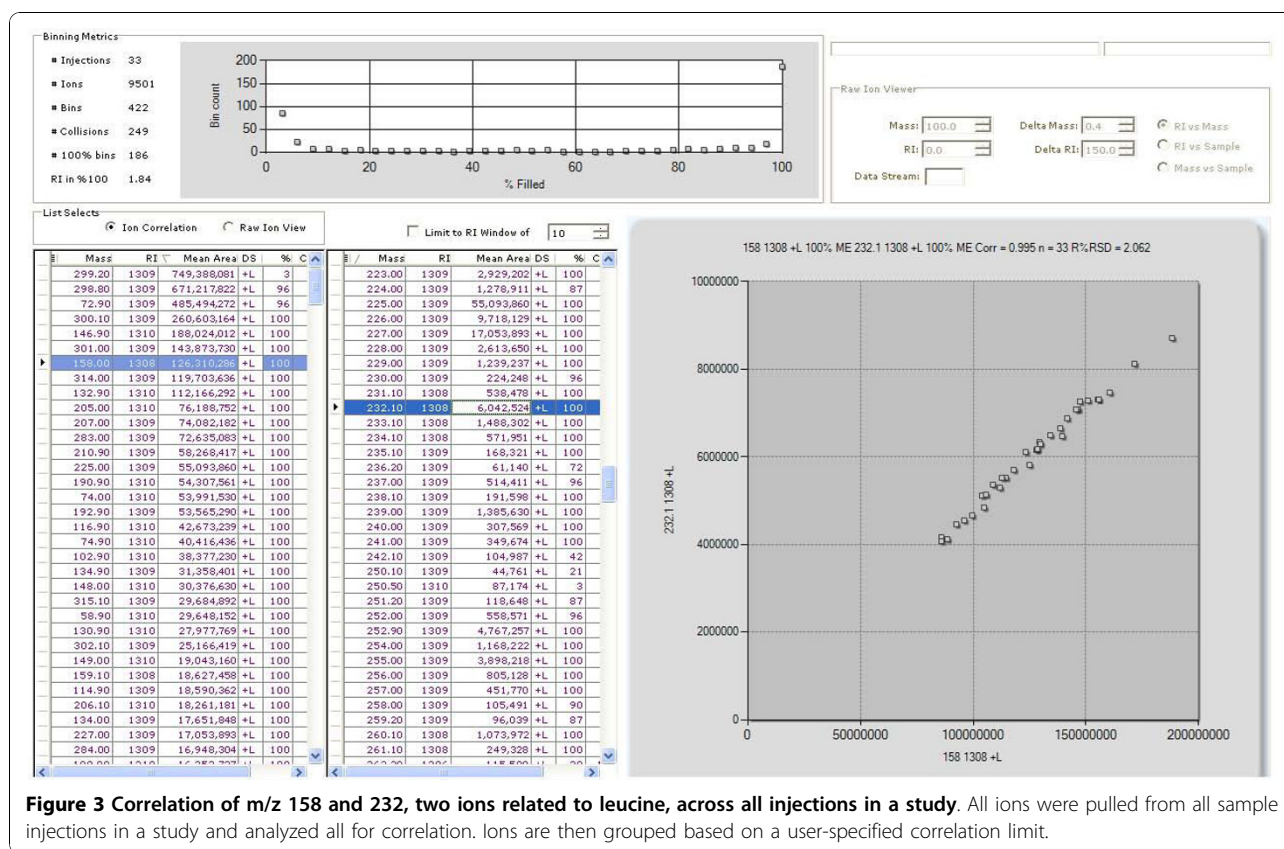 Binning Metrics
# Injections 33
# Ions 9501
# Bins 422
# Collisions 249
# 100% bins 186
RI in %100 1.84
Bin count
200
150
100
50
0
0 20 40 60 80 100
% Filled
Raw Ion Viewer
Mass: 100.0 Delta Mass: 0.4 RI vs Mass
RI: 0.0 Delta RI: 150.0 RI vs Sample
Data Stream: Mass vs Sample
List Selects
Ion Correlation Raw Ion View
Limit to RI Window of 10
Mass RI Mean Area DS % C
299.20 1309 749,388,081 +L 3
298.80 1309 671,217,822 +L 96
72.90 1309 485,494,272 +L 96
300.10 1309 260,603,164 +L 100
146.90 1310 188,024,012 +L 100
301.00 1309 143,873,730 +L 100
158.00 1308 126,310,286 +L 100
314.00 1309 119,703,636 +L 100
132.90 1310 112,166,292 +L 100
205.00 1310 76,188,752 +L 100
207.00 1309 74,082,182 +L 100
283.00 1309 72,635,083 +L 100
210.90 1309 58,268,417 +L 100
225.00 1309 55,093,860 +L 100
190.90 1310 54,307,561 +L 100
74.00 1310 53,991,530 +L 100
192.90 1309 53,565,290 +L 100
116.90 1310 42,673,239 +L 100
74.90 1310 40,416,436 +L 100
102.90 1310 38,377,230 +L 100
134.90 1309 31,358,401 +L 100
148.00 1310 30,376,630 +L 100
315.10 1309 29,684,892 +L 100
58.90 1310 29,648,152 +L 100
130.90 1310 27,977,769 +L 100
302.10 1309 25,166,419 +L 100
149.00 1310 19,043,160 +L 100
159.10 1308 18,627,458 +L 100
114.90 1309 18,590,362 +L 100
206.10 1310 18,261,181 +L 100
134.00 1309 17,651,848 +L 100
227.00 1309 17,053,893 +L 100
284.00 1309 16,948,304 +L 100
Mass RI Mean Area DS % C
223.00 1309 2,929,202 +L 100
224.00 1309 1,278,911 +L 87
225.00 1309 55,093,860 +L 100
226.00 1309 9,718,129 +L 100
227.00 1309 17,053,893 +L 100
228.00 1309 2,613,650 +L 100
229.00 1309 1,239,237 +L 100
230.00 1309 224,248 +L 96
231.10 1308 538,478 +L 100
232.10 1308 6,042,524 +L 100
233.10 1308 1,488,302 +L 100
234.10 1308 571,951 +L 100
235.10 1308 168,321 +L 100
236.20 1309 61,140 +L 72
237.00 1309 514,411 +L 96
238.10 1309 191,598 +L 100
239.00 1309 1,385,630 +L 100
240.00 1309 307,569 +L 100
241.00 1309 349,674 +L 100
242.10 1309 104,987 +L 42
250.10 1309 44,761 +L 21
250.50 1310 87,174 +L 3
251.20 1309 118,648 +L 87
252.00 1309 558,571 +L 96
252.90 1309 4,767,257 +L 100
254.00 1309 1,168,222 +L 100
255.00 1309 3,898,218 +L 100
256.00 1309 805,128 +L 100
257.00 1309 451,770 +L 100
258.00 1309 105,491 +L 90
259.20 1309 96,039 +L 87
260.10 1308 1,073,972 +L 100
261.10 1308 249,328 +L 100
158 1308 +L 100% ME 232.1 1308 +L 100% ME Corr = 0.995 n = 33 R%RSD = 2.062
232.1 1308 +L
10000000
8000000
6000000
4000000
2000000
0
0 50000000 100000000 150000000 200000000
158 1308 +L
Figure 3 Correlation of m/z 158 and 232, two ions related to leucine, across all injections in a study. All ions were pulled from all sample
injections in a study and analyzed all for correlation. Ions are then grouped based on a user-specified correlation limit.